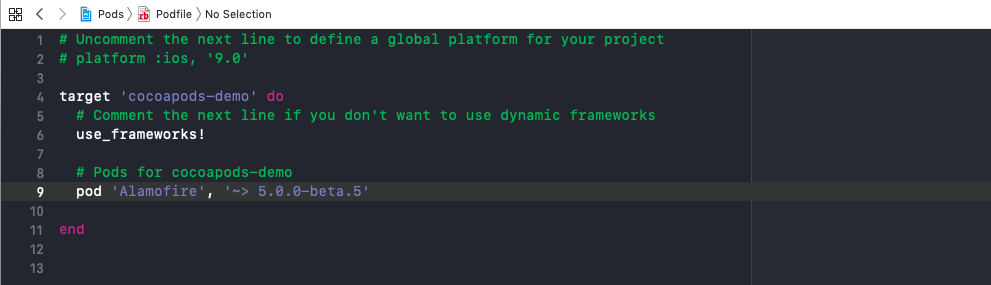 Pods Podfile No Selection
1 # Uncomment the next line to define a global platform for your project
2 # platform :ios, '9.0'
3
4 target 'cocoapods-demo' do
5 # Comment the next line if you don't want to use dynamic frameworks
6 use_frameworks!
7
8 # Pods for cocoapods-demo
9 pod 'Alamofire', '~> 5.0.0-beta.5'
10
11 end
12
13